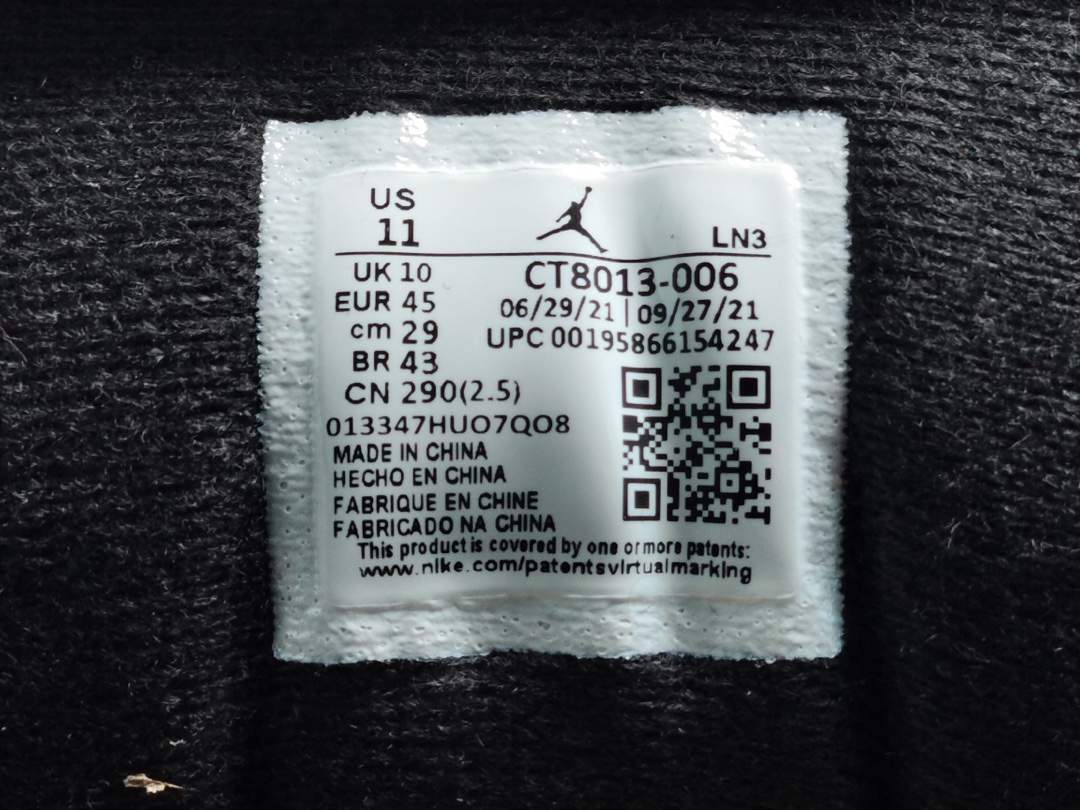 US
11
LN3
UK 10
CT8013-006
EUR 45
06/29/21 | 09/27/21
cm 29
UPC 00195866154247
BR 43
CN 290(2.5)
013347HUO7QO8
MADE IN CHINA
HECHO EN CHINA
FABRIQUE EN CHINE
FABRICADO NA CHINA
This product is covered by one or more patents:
www.nike.com/patentsvirtualmarking